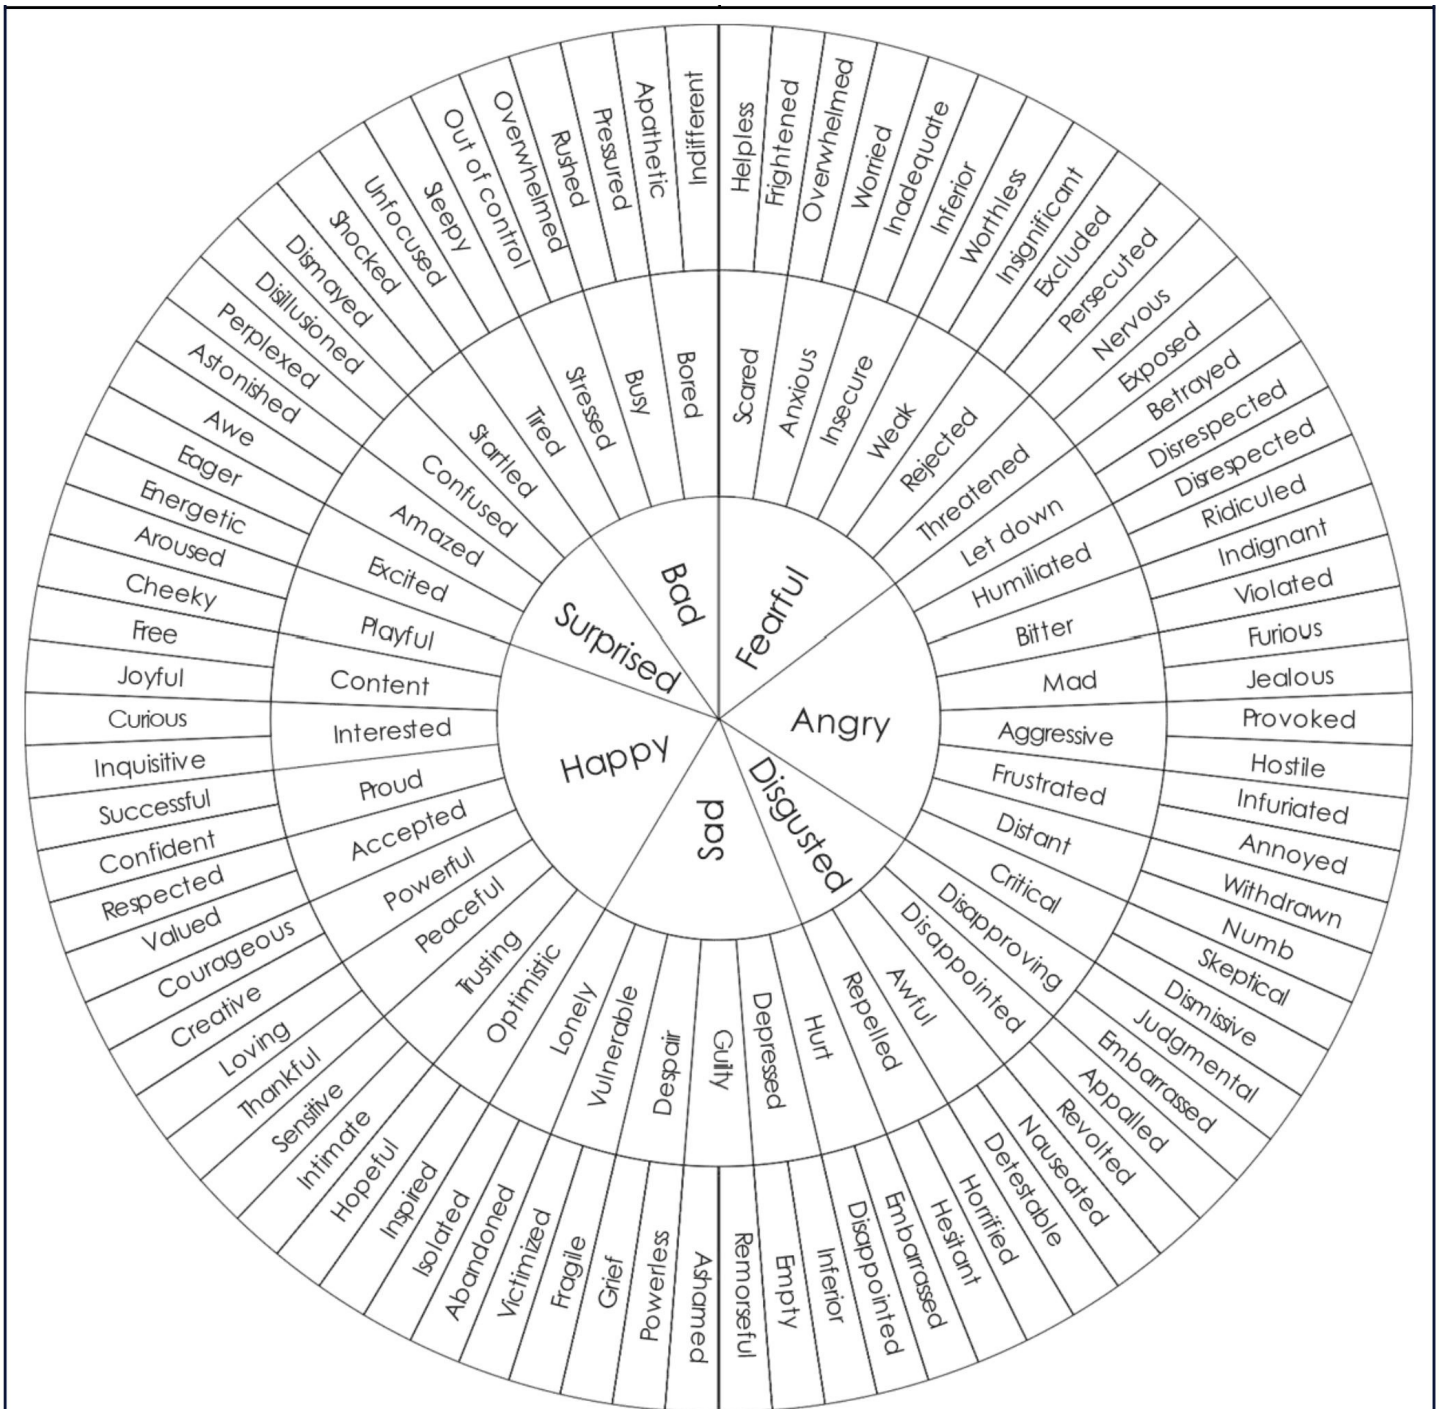 Fearful
Angry
Disgusted
Sad
Happy
Surprised
Bad
Scared
Anxious
Insecure
Weak
Rejected
Threatened
Let down
Humiliated
Bitter
Mad
Aggressive
Frustrated
Distant
Critical
Disapproving
Disappointed
Awful
Repelled
Hurt
Depressed
Guilty
Despair
Vulnerable
Lonely
Optimistic
Trusting
Peaceful
Powerful
Accepted
Proud
Interested
Content
Playful
Excited
Amazed
Confused
Startled
Tired
Stressed
Busy
Bored
Helpless
Frightened
Overwhelmed
Worried
Inadequate
Inferior
Worthless
Insignificant
Excluded
Persecuted
Nervous
Exposed
Betrayed
Disrespected
Disrespected
Ridiculed
Indignant
Violated
Furious
Jealous
Provoked
Hostile
Infuriated
Annoyed
Withdrawn
Numb
Skeptical
Dismissive
Judgmental
Embarrassed
Appalled
Revolted
Nauseated
Detestable
Horrified
Hesitant
Embarrassed
Disappointed
Inferior
Empty
Remorseful
Ashamed
Powerless
Grief
Fragile
Victimized
Abandoned
Isolated
Inspired
Hopeful
Intimate
Sensitive
Thankful
Loving
Creative
Courageous
Valued
Respected
Confident
Successful
Inquisitive
Curious
Joyful
Free
Cheeky
Aroused
Energetic
Eager
Awe
Astonished
Perplexed
Disillusioned
Dismayed
Shocked
Unfocused
Sleepy
Out of control
Overwhelmed
Rushed
Pressured
Apathetic
Indifferent